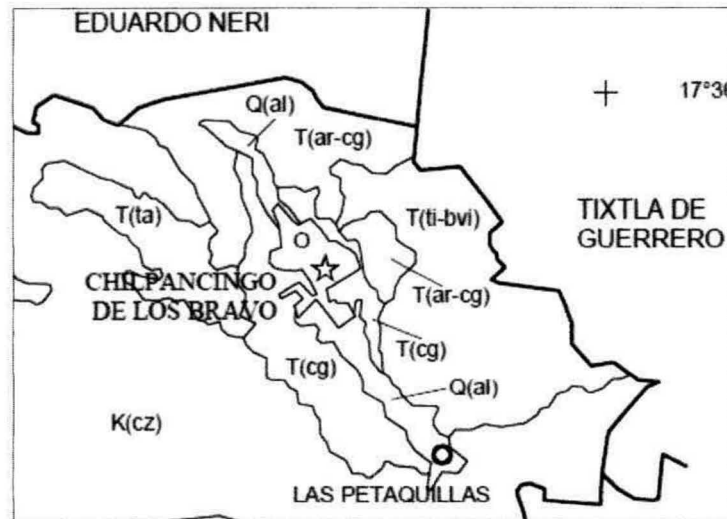 EDUARDO NERI
Q(al)
17°36
T(ar-cg)
T(ta)
T(ti-bvi)
TIXTLA DE
GUERRERO
O
CHILPANCINGO
DE LOS BRAVO
T(ar-cg)
T(cg)
T(cg)
Q(al)
K(cz)
LAS PETAQUILLAS